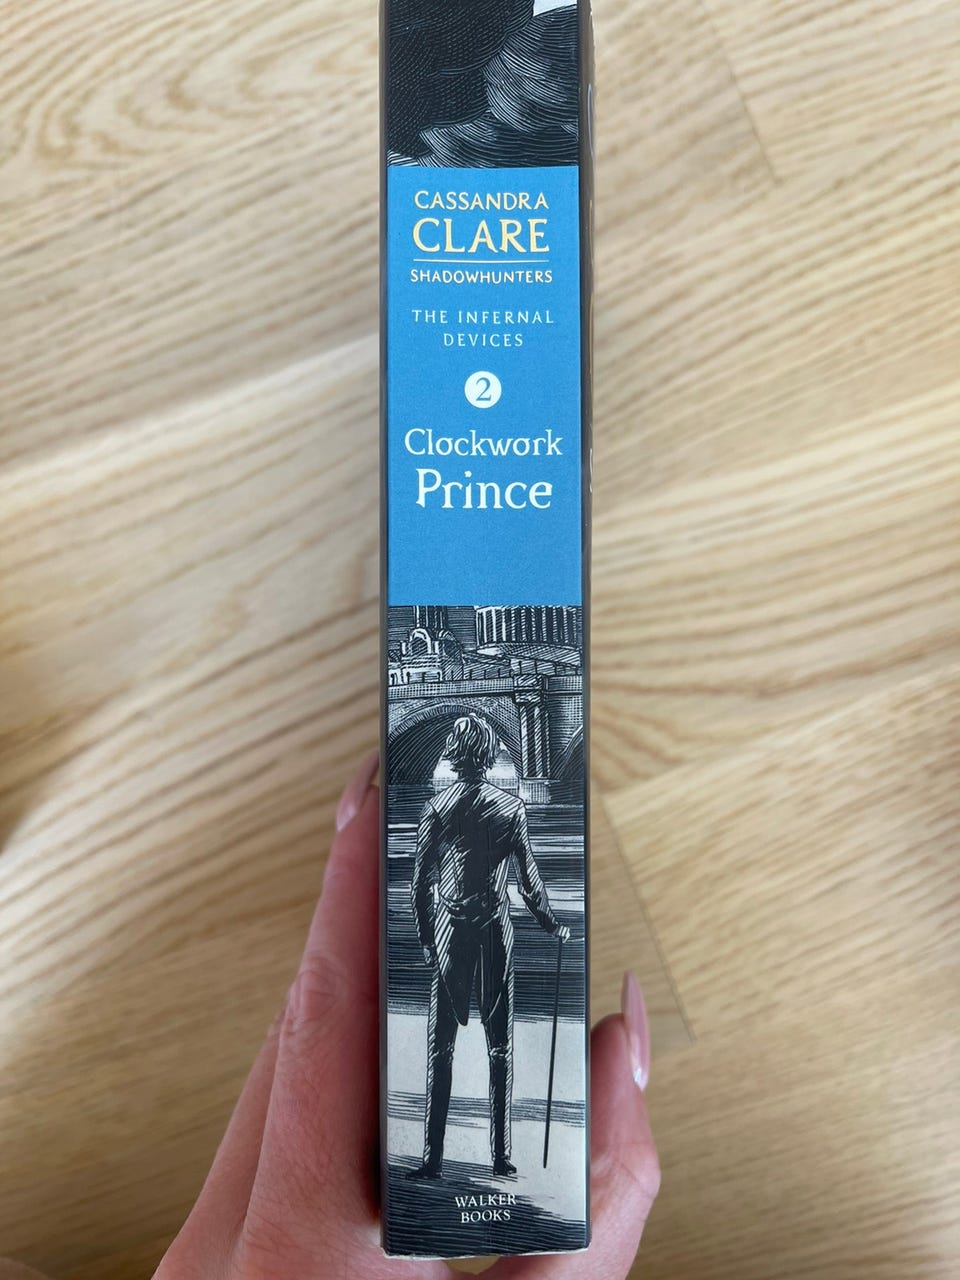 CASSANDRA
CLARE
SHADOWHUNTERS
THE INFERNAL
DEVICES
2
Clockwork
Prince
WALKER
BOOKS